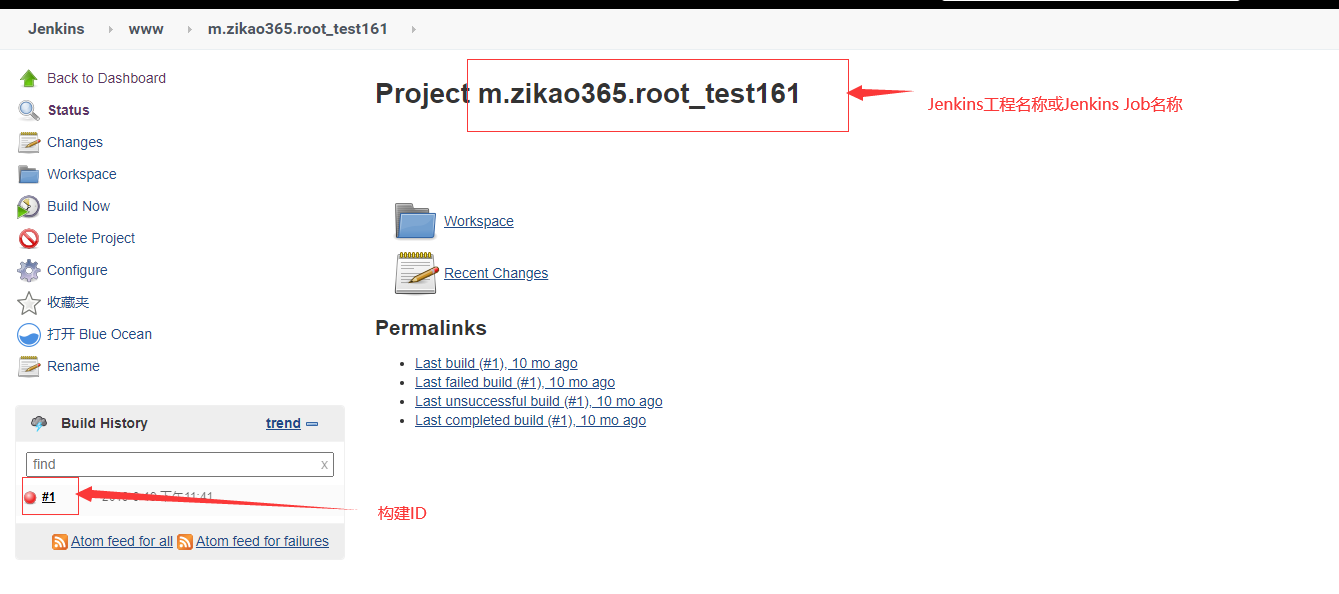 Jenkins www m.zikao365.root_test161
Back to Dashboard
Status
Changes
Workspace
Build Now
Delete Project
Configure
收藏夹
打开 Blue Ocean
Rename
Project m.zikao365.root_test161
Jenkins工程名称或Jenkins Job名称
Workspace
Recent Changes
Permalinks
Last build (#1), 10 mo ago
Last failed build (#1), 10 mo ago
Last unsuccessful build (#1), 10 mo ago
Last completed build (#1), 10 mo ago
Build History trend
find x
#1 下午11:41
构建ID
Atom feed for all Atom feed for failures